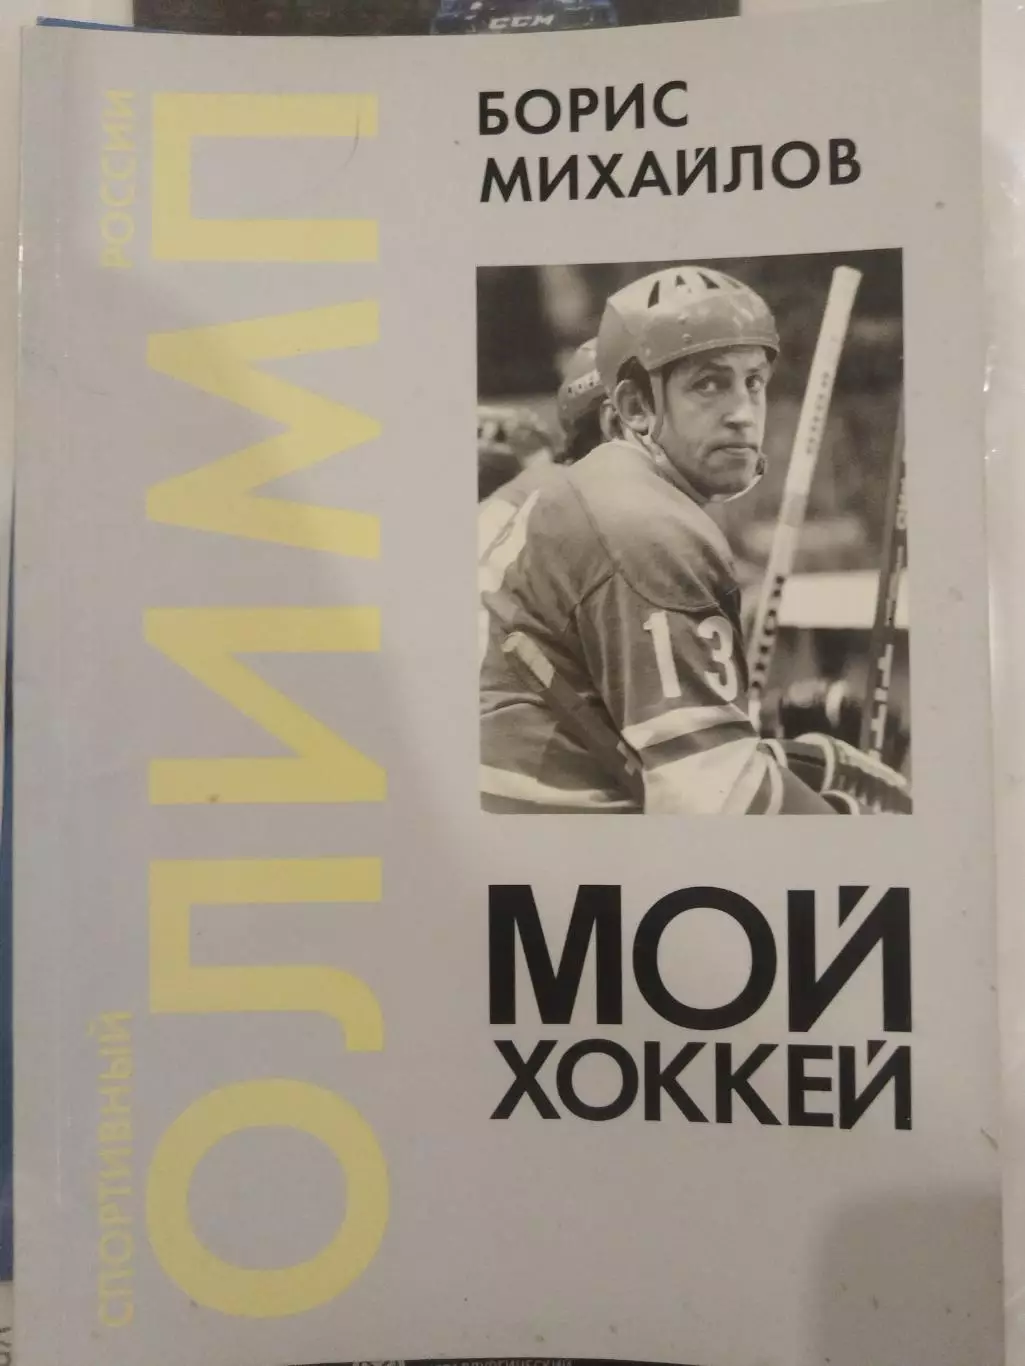 CCM
БОРИС
МИХАЙЛОВ
СПОРТИВНЫЙ
ОЛИМП
РОССИИ
13
МОЙ
ХОККЕЙ